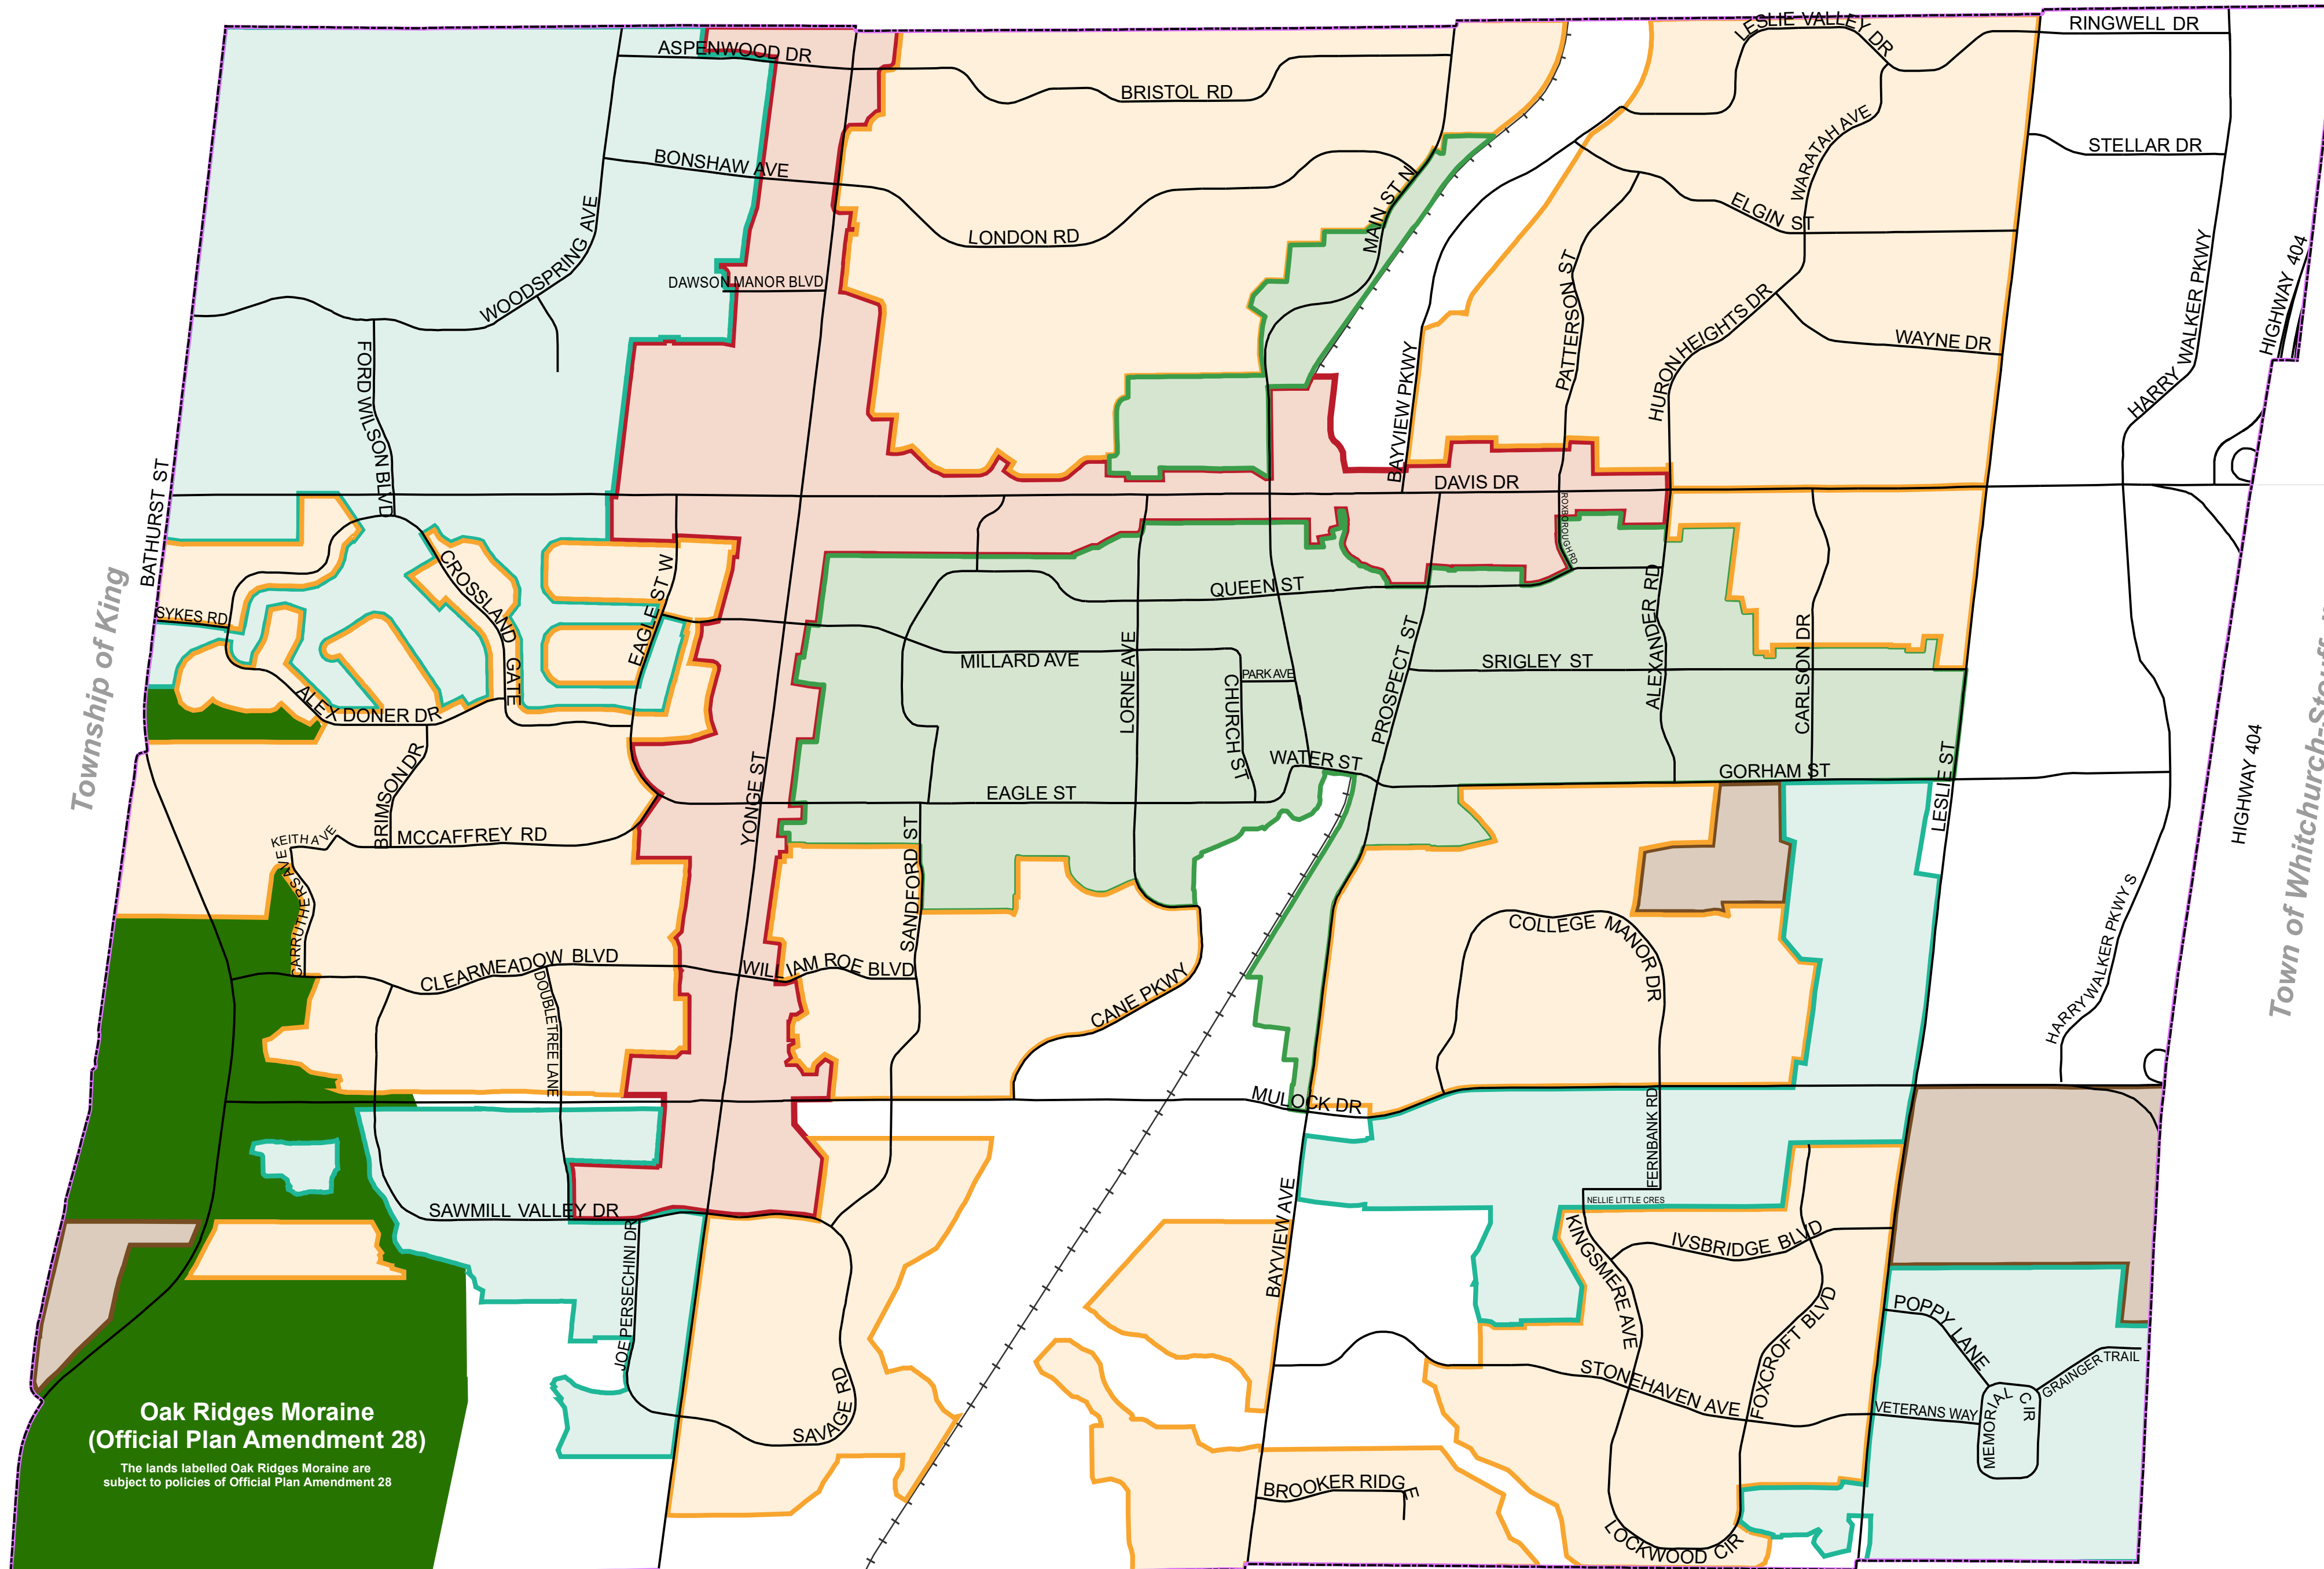 LESLIE VALLEY DR
RINGWELL DR
ASPENWOOD DR
BRISTOL RD
WARATAH AVE
STELLAR DR
BONSHAW AVE
MAIN ST N
ELGIN ST
LONDON RD
WOODSPRING AVE
DAWSON MANOR BLVD
PATTERSON ST
HURON HEIGHTS DR
WAYNE DR
HARRY WALKER PKWY
HIGHWAY 404
FORD WILSON BLVD
BAYVIEW PKWY
BATHURST ST
DAVIS DR
ROXBOROUGH RD
Township of King
SYKES RD
CROSSLAND
GATE
EAGLE ST W
QUEEN ST
ALEXANDER RD
MILLARD AVE
LORNE AVE
PARK AVE
CHURCH ST
PROSPECT ST
SRIGLEY ST
CARLSON DR
ALEX DONER DR
BRIMSON DR
YONGE ST
WATER ST
GORHAM ST
LESLIE ST
HIGHWAY 404
EAGLE ST
KEITH AVE
MCCAFFREY RD
CARRUTHERS AVE
SANDFORD ST
COLLEGE MANOR DR
HARRY WALKER PKWY S
CLEARMEADOW BLVD
WILLIAM ROE BLVD
DOUBLETREE LANE
CANE PKWY
MULOCK DR
FERNBANK RD
NELLIE LITTLE CRES
SAWMILL VALLEY DR
JOE PERSECHINI DR
BAYVIEW AVE
KINGSMERE AVE
IVSBRIDGE BLVD
FOXCROFT BLVD
POPPY LANE
GRAINGER TRAIL
STONEHAVEN AVE
VETERANS WAY
MEMORIAL CIR
SAVAGE RD
BROOKER RIDGE
LOCKWOOD CIR
Oak Ridges Moraine
(Official Plan Amendment 28)
The lands labelled Oak Ridges Moraine are
subject to policies of Official Plan Amendment 28
Town of